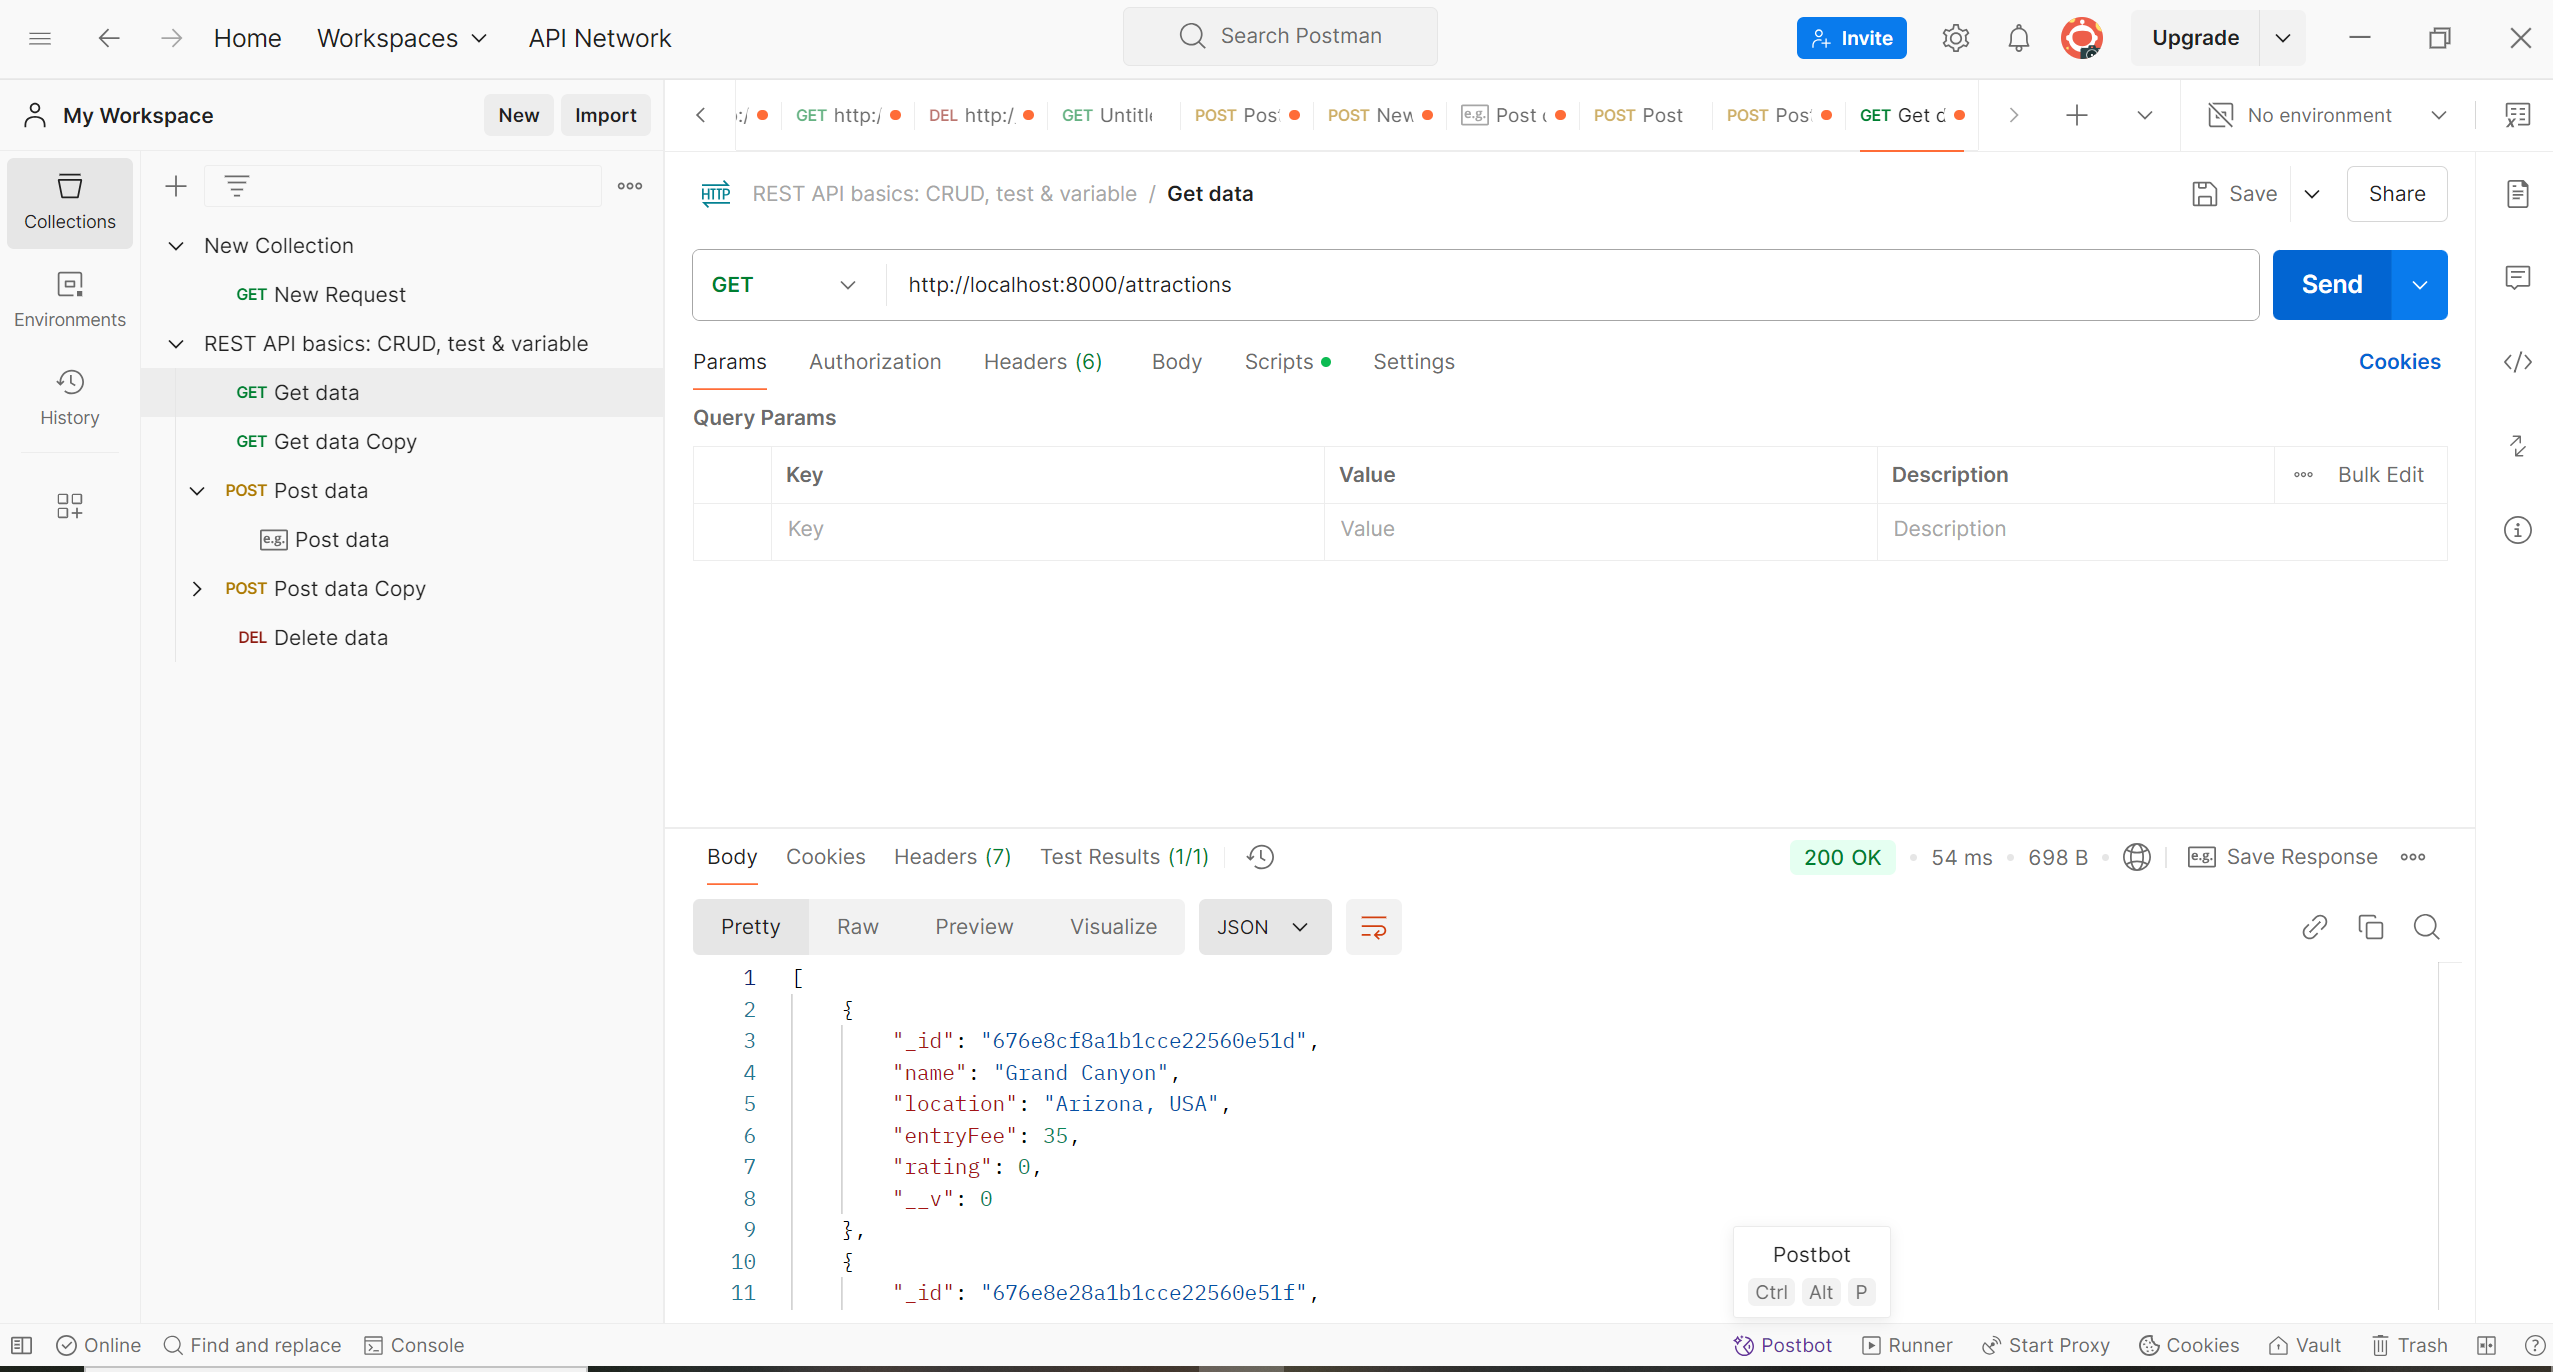 Home Workspaces API Network Search Postman Invite Upgrade
My Workspace New Import
GET http:/ DEL http:/ GET Untitle POST Pos POST New e.g. Post POST Post POST Pos GET Get d No environment
Collections
Environments
History
New Collection
GET New Request
REST API basics: CRUD, test & variable
GET Get data
GET Get data Copy
POST Post data
e.g. Post data
POST Post data Copy
DEL Delete data
HTTP REST API basics: CRUD, test & variable / Get data Save Share
GET http://localhost:8000/attractions Send
Params Authorization Headers (6) Body Scripts Settings Cookies
Query Params
Key Value Description Bulk Edit
Key Value Description
Body Cookies Headers (7) Test Results (1/1) 200 OK 54 ms 698 B e.g. Save Response
Pretty Raw Preview Visualize JSON
1 [
2 {
3 "_id": "676e8cf8a1b1cce22560e51d",
4 "name": "Grand Canyon",
5 "location": "Arizona, USA",
6 "entryFee": 35,
7 "rating": 0,
8 "__v": 0
9 },
10 {
11 "_id": "676e8e28a1b1cce22560e51f",
Postbot
Ctrl Alt P
Online Find and replace Console Postbot Runner Start Proxy Cookies Vault Trash